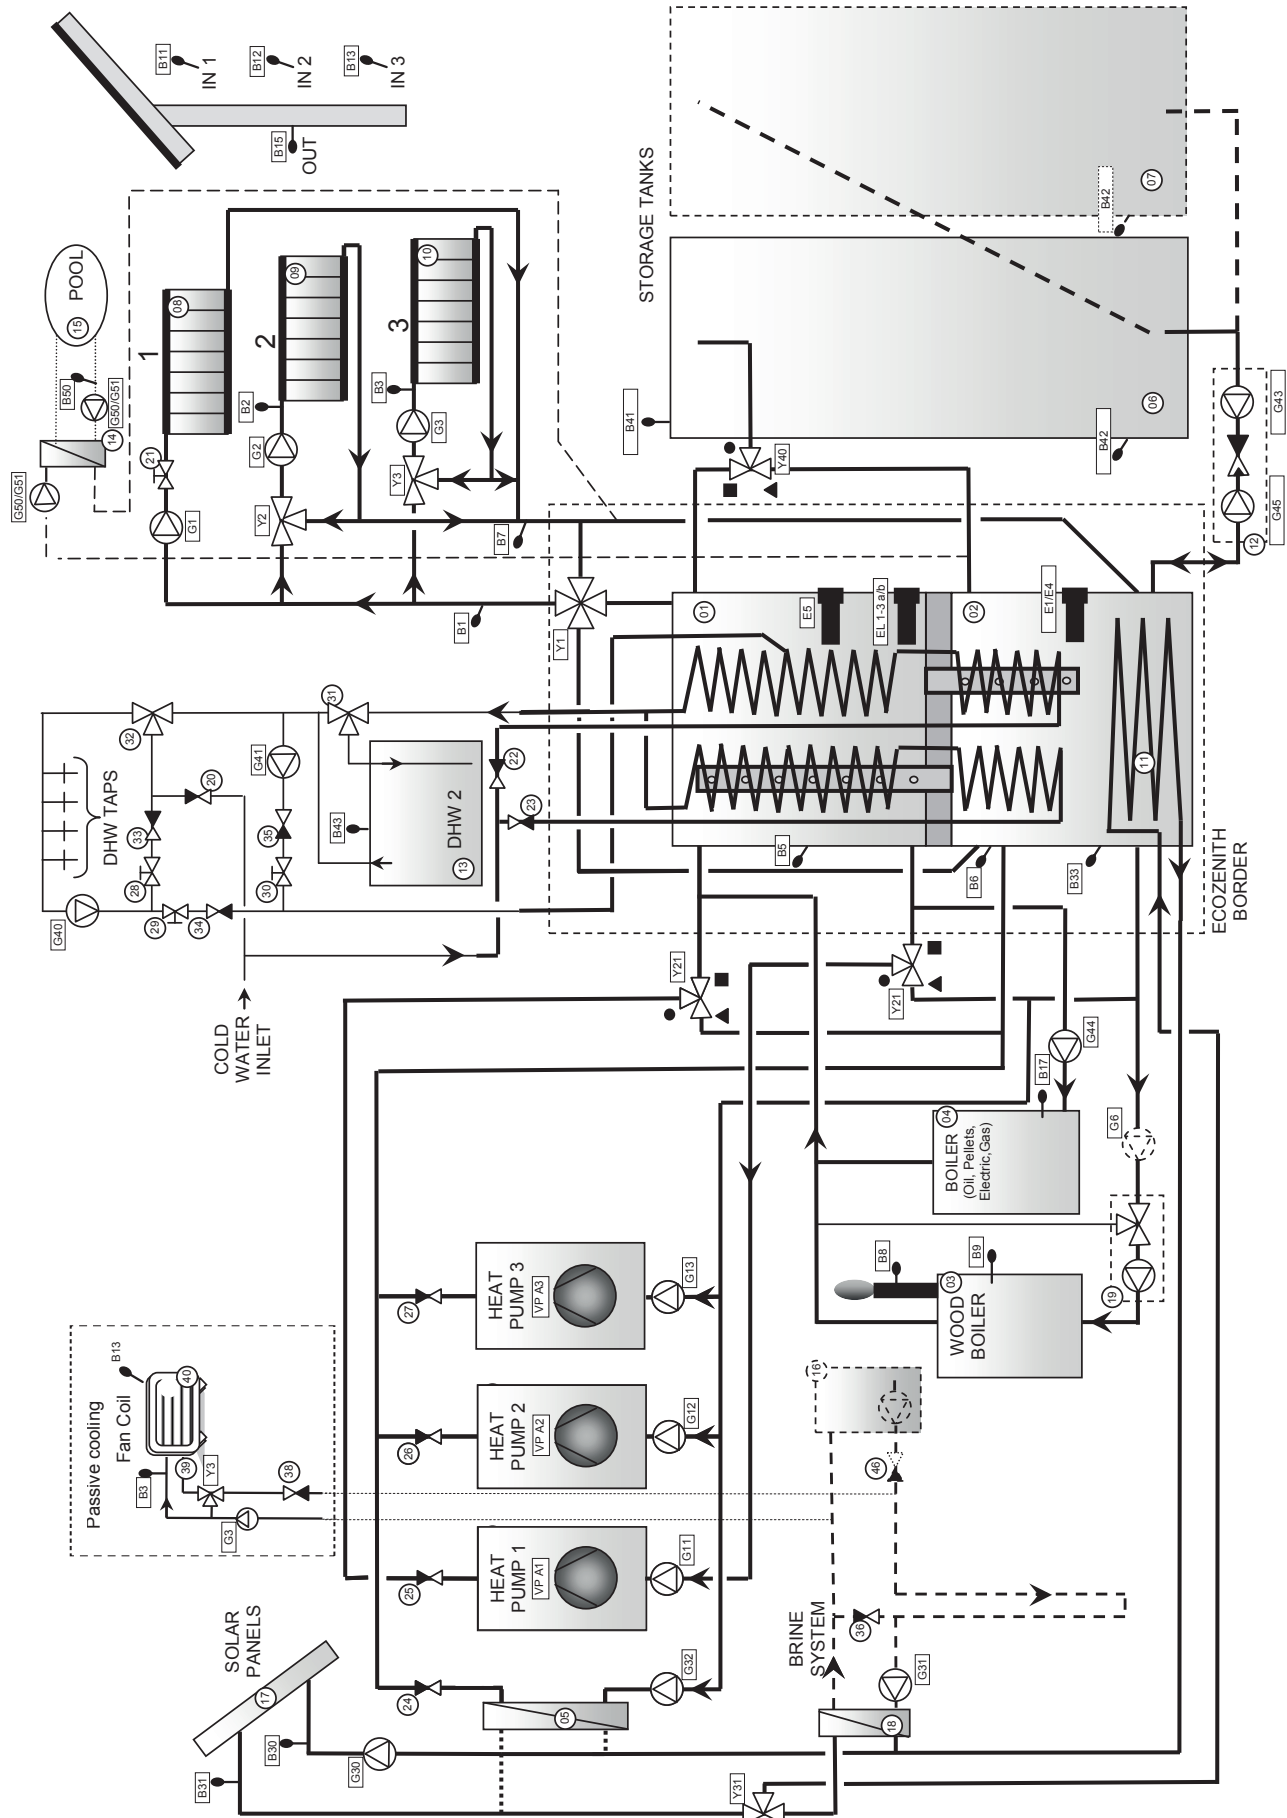 B11
IN 1
B12
IN 2
B13
IN 3
B15
OUT
STORAGE TANKS
07
B42
B41
06
B42
Y40
G43
G45
12
POOL
15
B50
G50/G51
14
G50/G51
1
08
21
G1
2
09
B2
G2
Y2
3
10
B3
G3
Y3
B7
B1
Y1
01
E5
EL 1-3 a/b
02
E1/E4
11
B5
B6
B33
ECOZENITH
BORDER
DHW TAPS
32
33
20
28
29
34
G40
G41
35
30
31
B43
DHW 2
13
22
23
COLD
WATER
INLET
Y21
Y21
G44
B17
04
BOILER
(Oil, Pellets,
Electric,Gas)
G6
19
B8
B9
03
WOOD
BOILER
27
HEAT
PUMP 3
VP A3
G13
26
HEAT
PUMP 2
VP A2
G12
25
HEAT
PUMP 1
VP A1
G11
24
G32
05
Passive cooling
Fan Coil
B13
40
B3
39
Y3
38
G3
16
46
BRINE
SYSTEM
36
G31
18
SOLAR
PANELS
17
B30
B31
G30
Y31